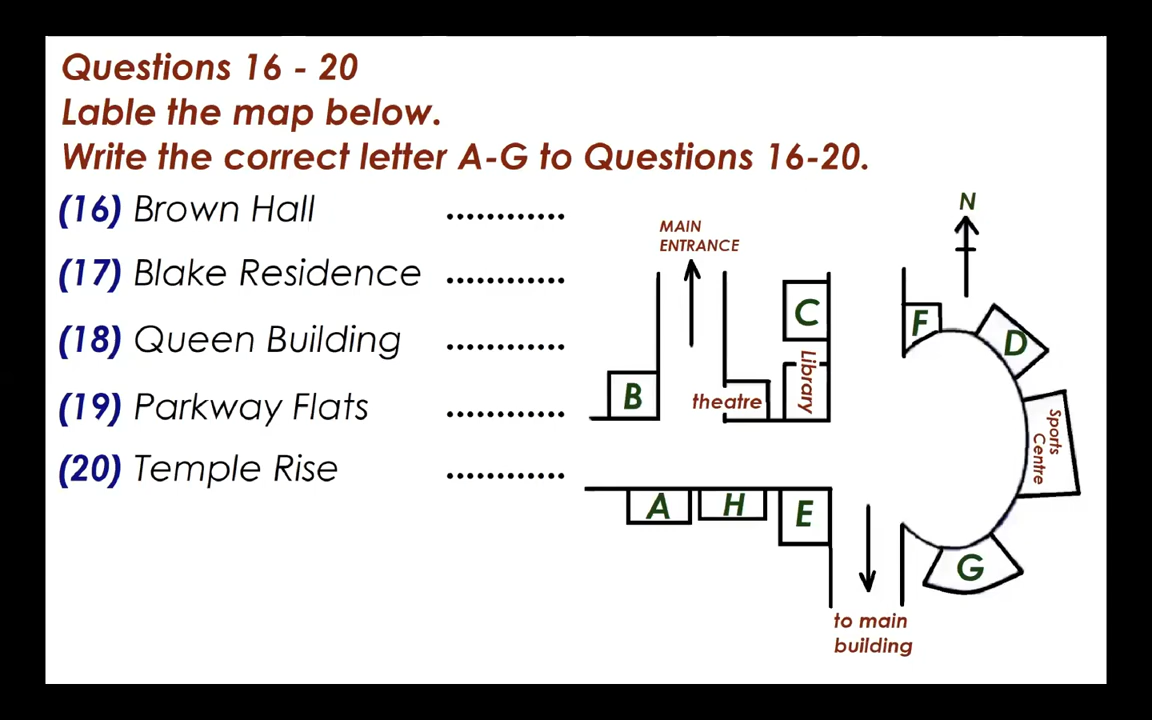 Questions 16 - 20
Lable the map below.
Write the correct letter A-G to Questions 16-20.
(16) Brown Hall ............
(17) Blake Residence ............
(18) Queen Building ............
(19) Parkway Flats ............
(20) Temple Rise ............
N
MAIN
ENTRANCE
C
F
D
B
theatre
Library
Sports
Centre
A
H
E
G
to main
building